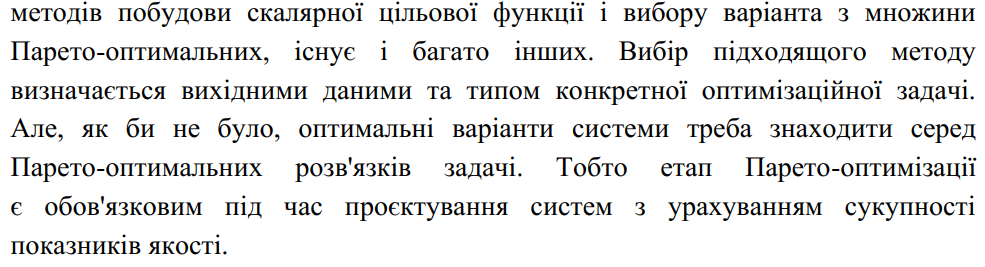 методів побудови скалярної цільової функції і вибору варіанта з множини
Парето-оптимальних, існує і багато інших. Вибір підходящого методу
визначається вихідними даними та типом конкретної оптимізаційної задачі.
Але, як би не було, оптимальні варіанти системи треба знаходити серед
Парето-оптимальних розв'язків задачі. Тобто етап Парето-оптимізації
є обов'язковим під час проєктування систем з урахуванням сукупності
показників якості.